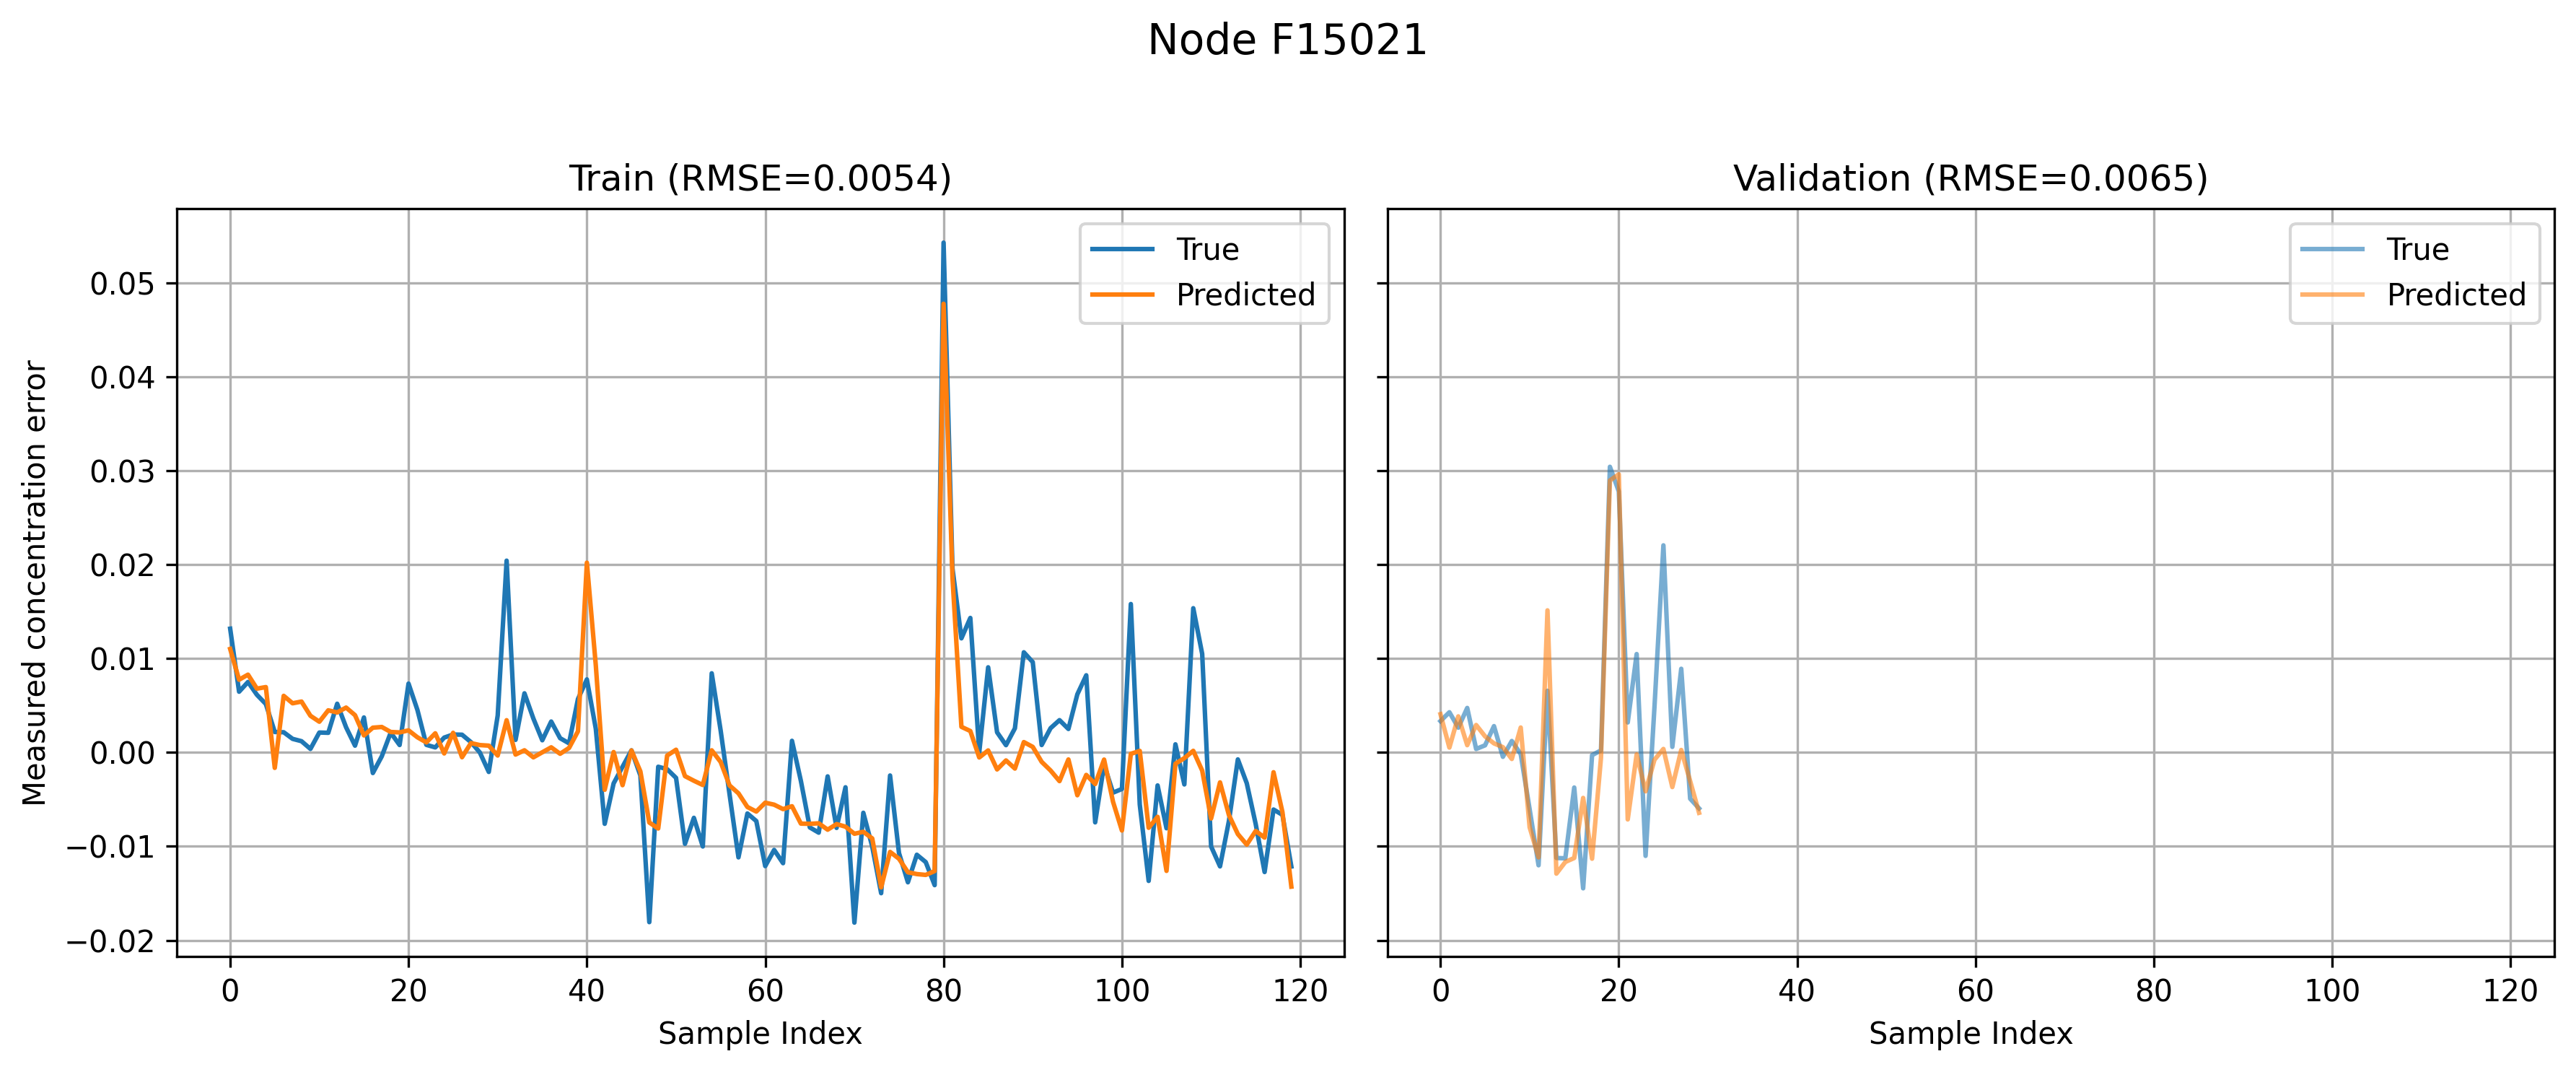 Node F15021
Train (RMSE=0.0054)
True
Predicted
Measured concentration error
0.05
0.04
0.03
0.02
0.01
0.00
−0.01
−0.02
0 20 40 60 80 100 120
Sample Index
Validation (RMSE=0.0065)
True
Predicted
0 20 40 60 80 100 120
Sample Index